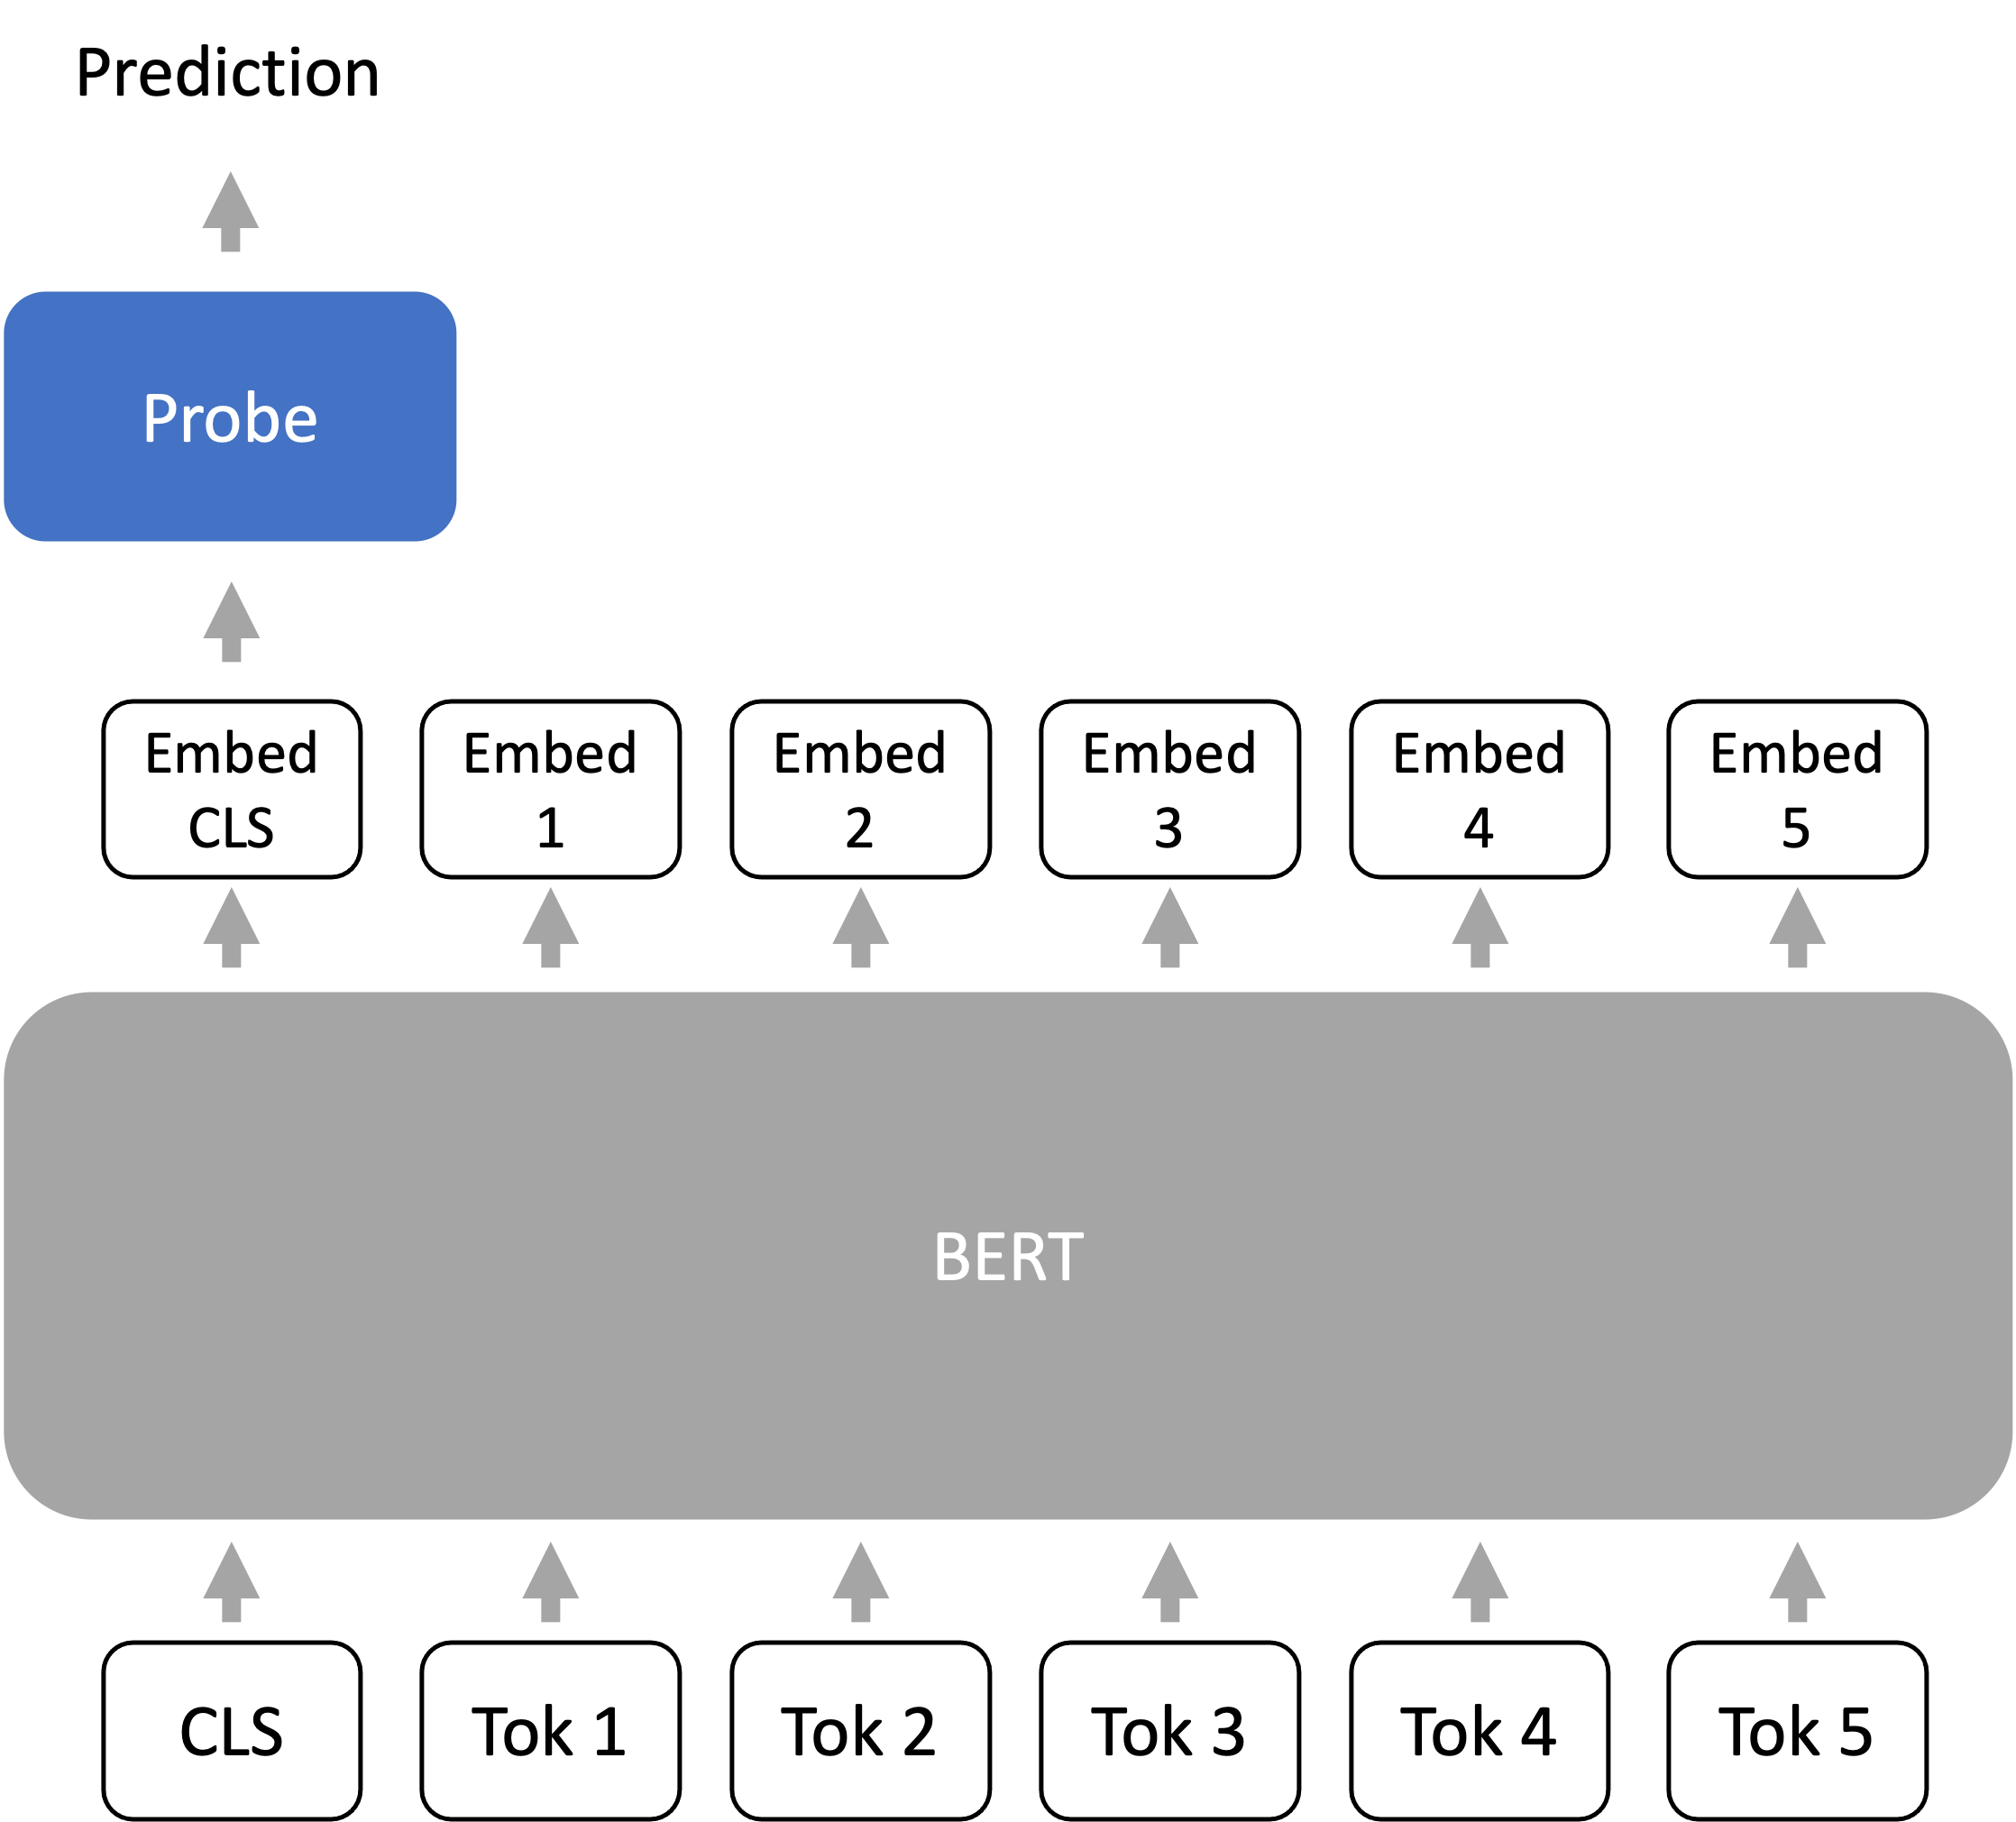 Prediction
Probe
Embed
CLS
Embed
1
Embed
2
Embed
3
Embed
4
Embed
5
BERT
CLS
Tok 1
Tok 2
Tok 3
Tok 4
Tok 5